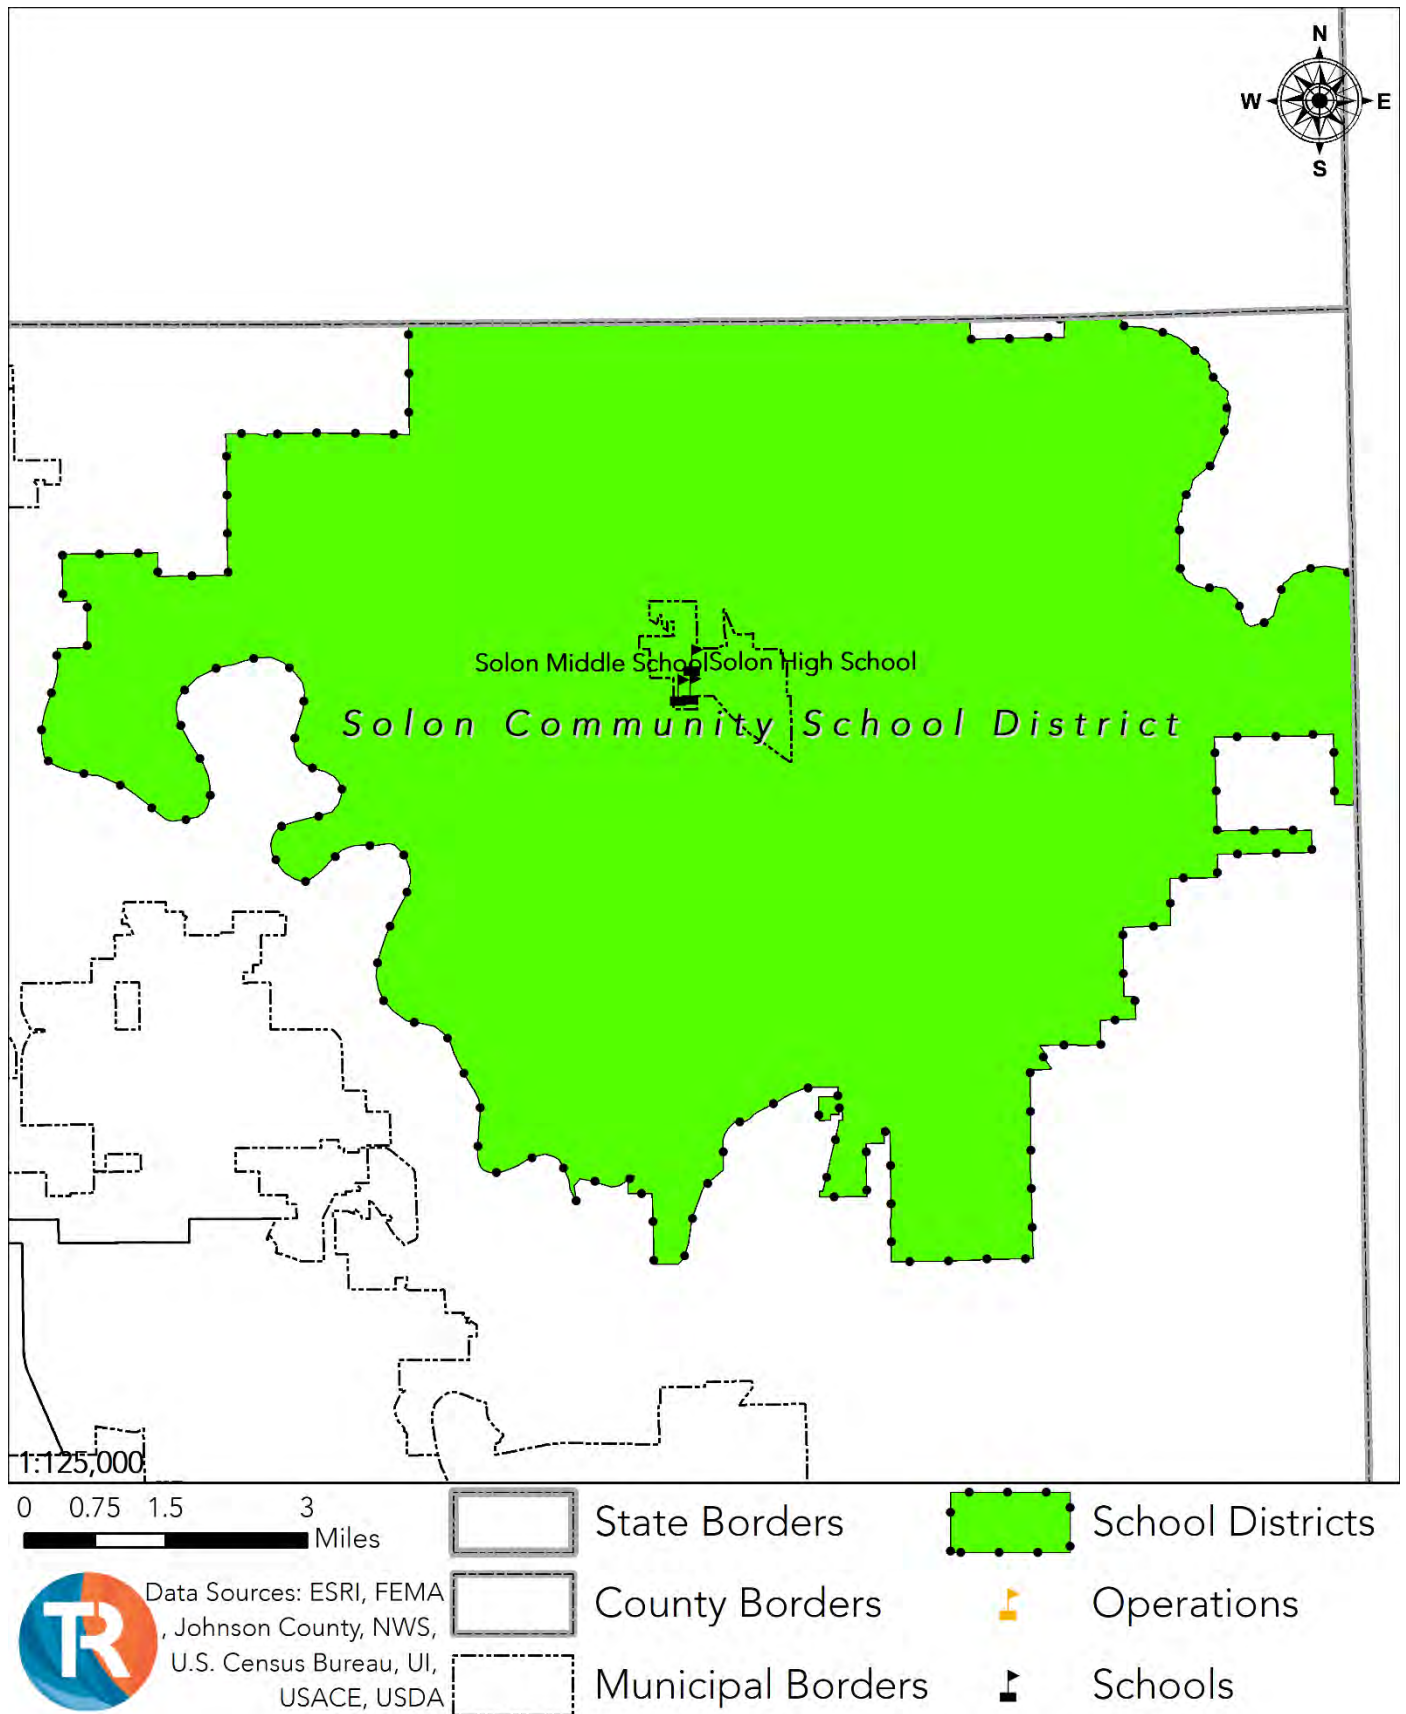 N
W E
S
Solon Middle School Solon High School
Solon Community School District
1:125,000
0 0.75 1.5 3
Miles
State Borders
School Districts
Data Sources: ESRI, FEMA
, Johnson County, NWS,
U.S. Census Bureau, UI,
USACE, USDA
County Borders
Operations
Municipal Borders
Schools
TR